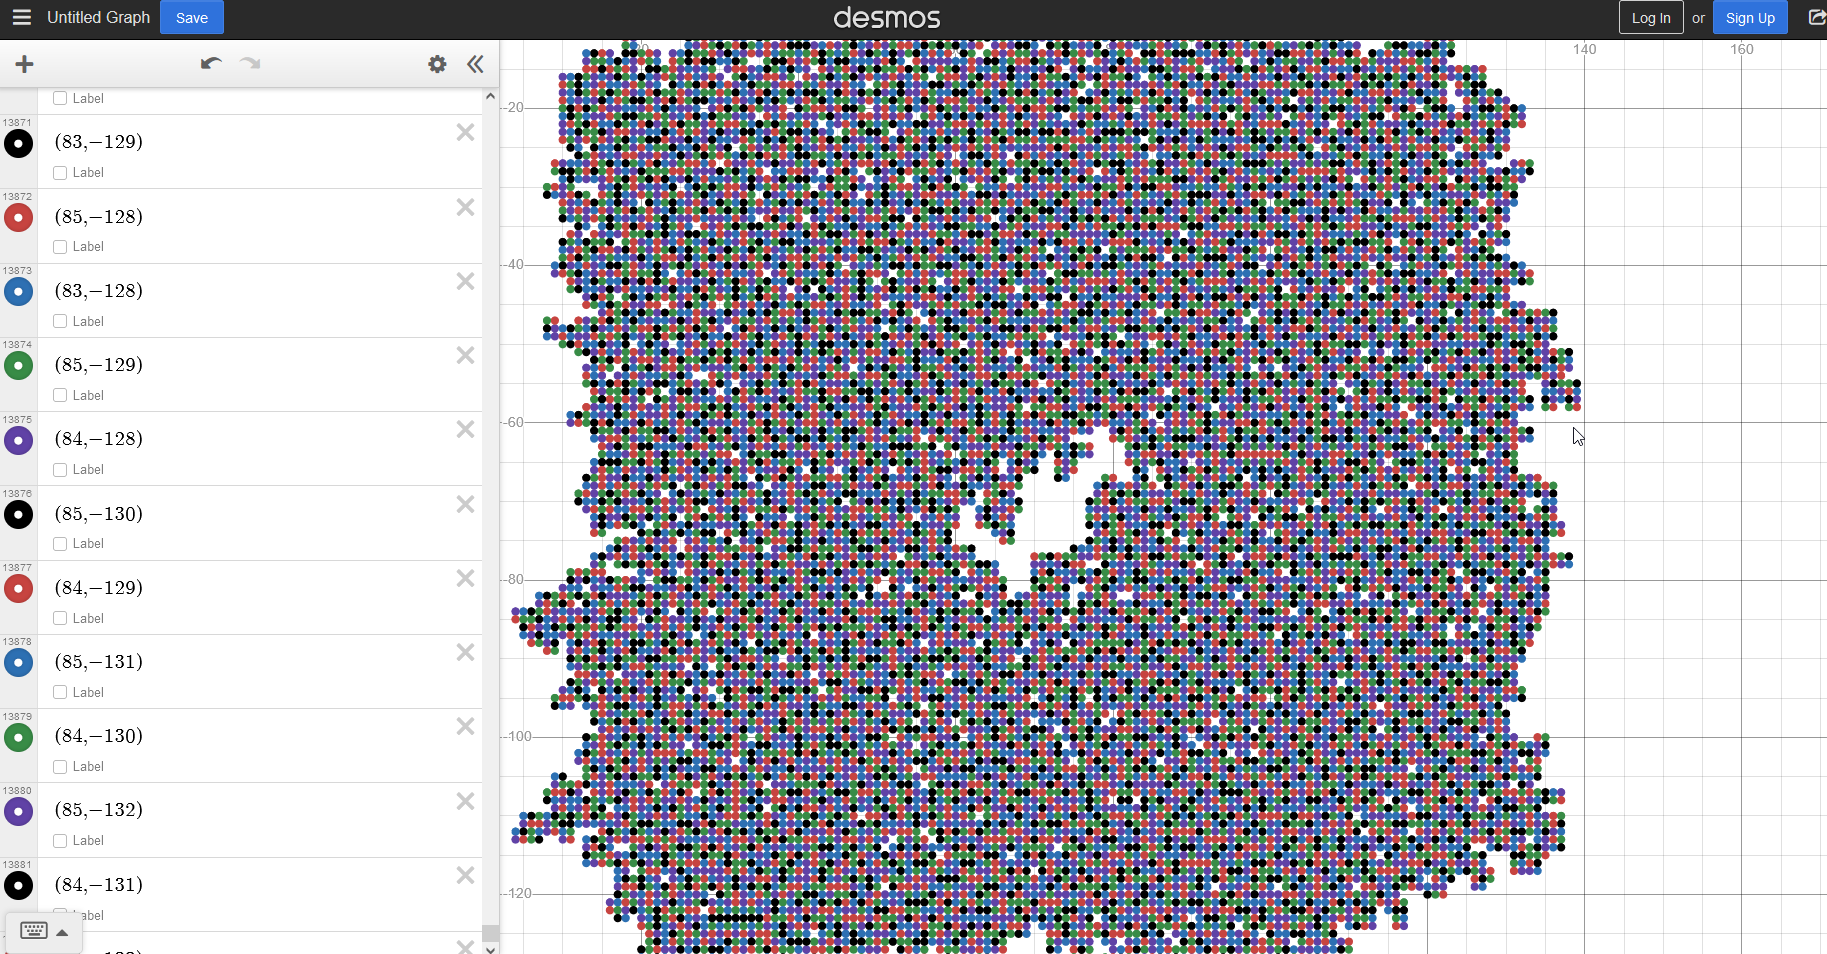 Untitled Graph
Save
desmos
Log In
or
Sign Up
Label
13871
(83,−129)
Label
13872
(85,−128)
Label
13873
(83,−128)
Label
13874
(85,−129)
Label
13875
(84,−128)
Label
13876
(85,−130)
Label
13877
(84,−129)
Label
13878
(85,−131)
Label
13879
(84,−130)
Label
13880
(85,−132)
Label
13881
(84,−131)
abel
140
160
-20
-40
-60
-80
-100
-120